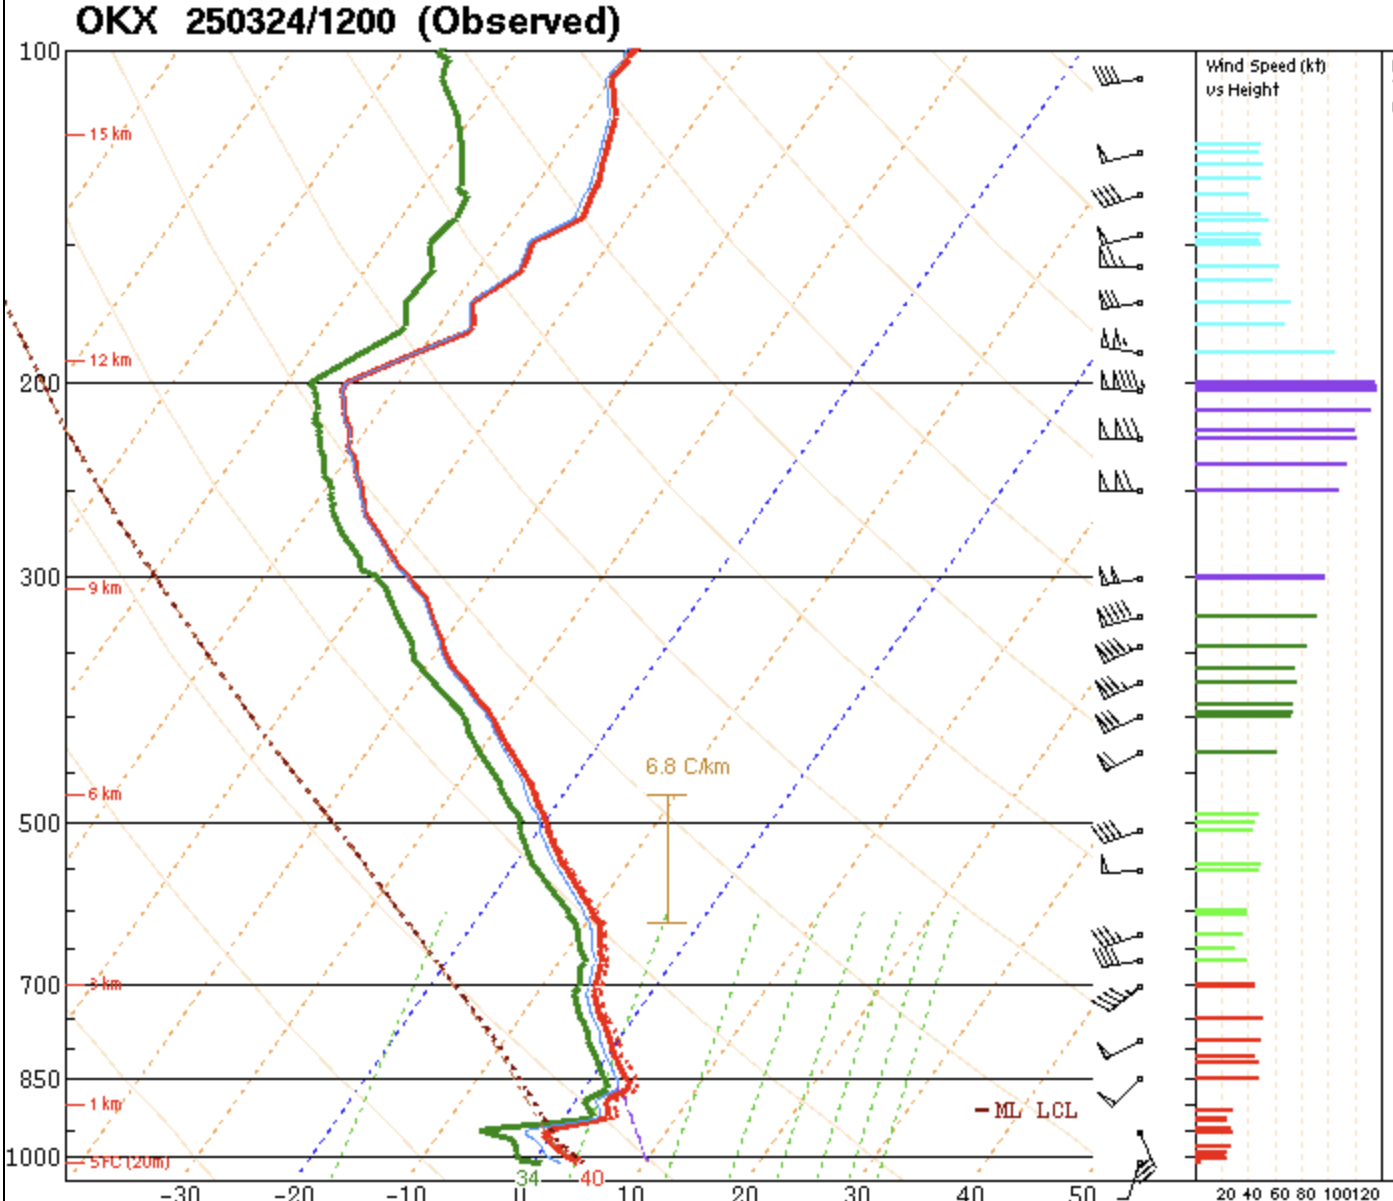 OKX 250324/1200 (Observed)
100
Wind Speed (kt)
vs Height
15 km
12 km
200
300
9 km
6.8 C/km
6 km
500
700
3 km
850
1 km
ML LCL
1000
SFC (20m)
34 40
-30 -20 -10 0 10 20 30 40 50
20 40 60 80 100 120